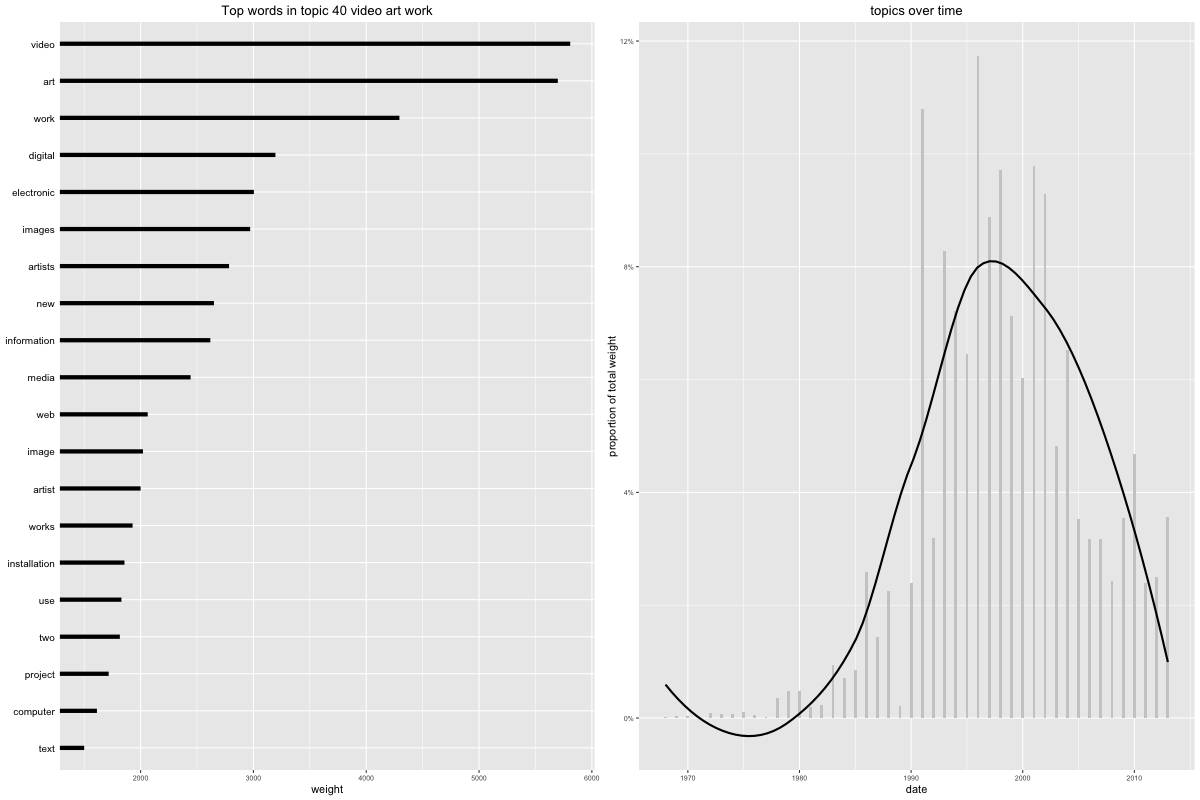 Top words in topic 40 video art work
video
art
work
digital
electronic
images
artists
new
information
media
web
image
artist
works
installation
use
two
project
computer
text
2000 3000 4000 5000 6000
weight
topics over time
proportion of total weight
12%
8%
4%
0%
1970 1980 1990 2000 2010
date